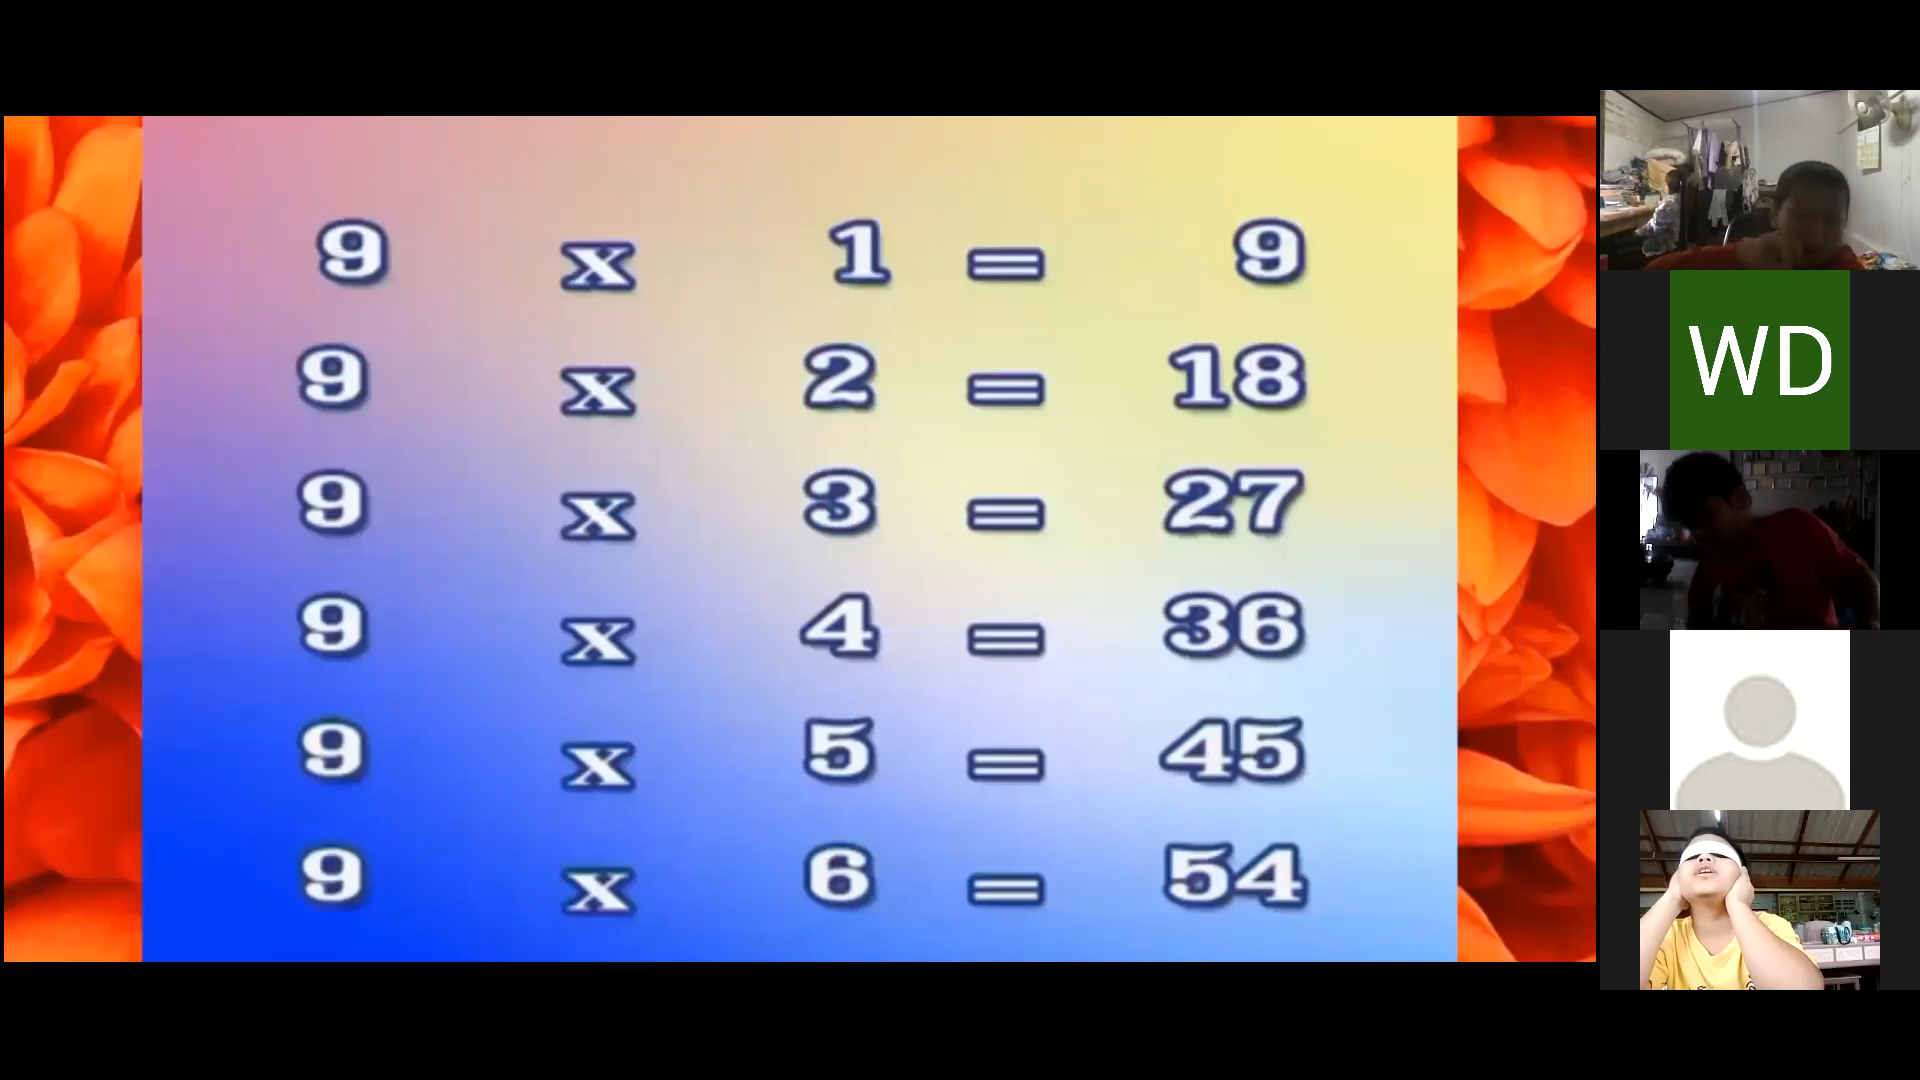 9 x 1 = 9
9 x 2 = 18
9 x 3 = 27
9 x 4 = 36
9 x 5 = 45
9 x 6 = 54
WD